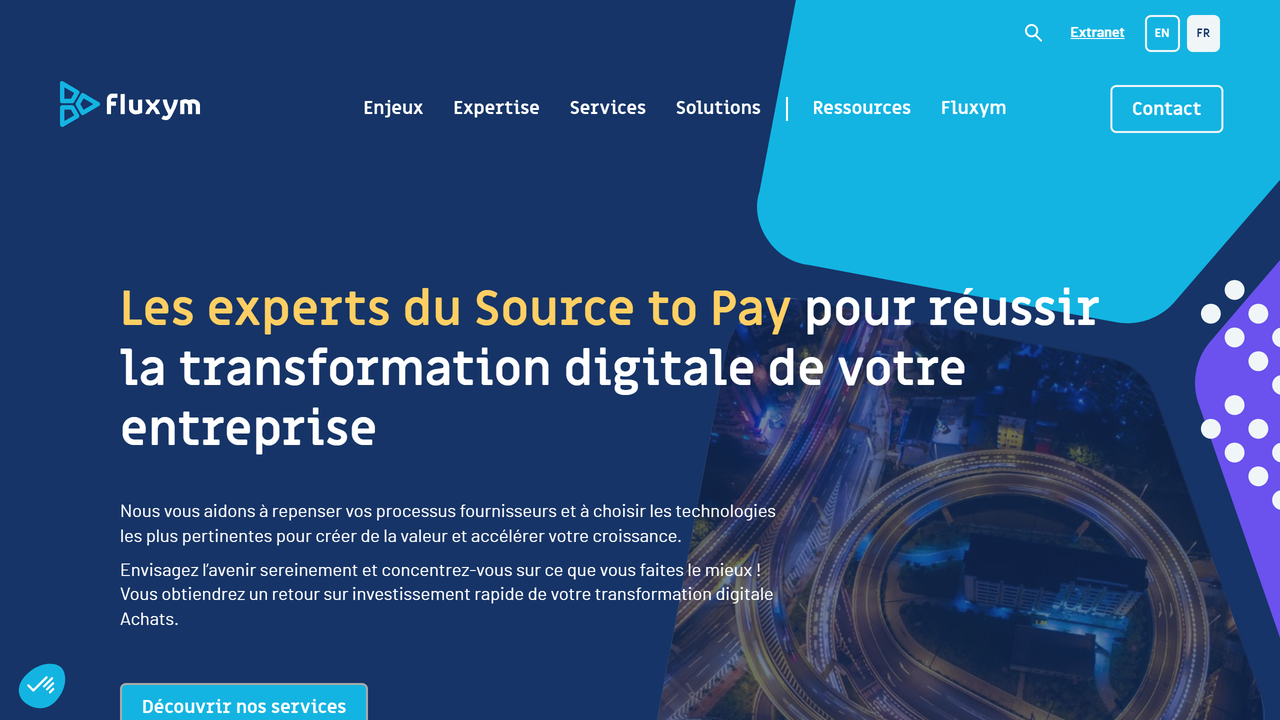 Extranet
EN
FR
fluxym
Enjeux
Expertise
Services
Solutions
Ressources
Fluxym
Contact
Les experts du Source to Pay pour réussir
la transformation digitale de votre
entreprise
Nous vous aidons à repenser vos processus fournisseurs et à choisir les technologies
les plus pertinentes pour créer de la valeur et accélérer votre croissance.
Envisagez l’avenir sereinement et concentrez-vous sur ce que vous faites le mieux !
Vous obtiendrez un retour sur investissement rapide de votre transformation digitale
Achats.
Découvrir nos services